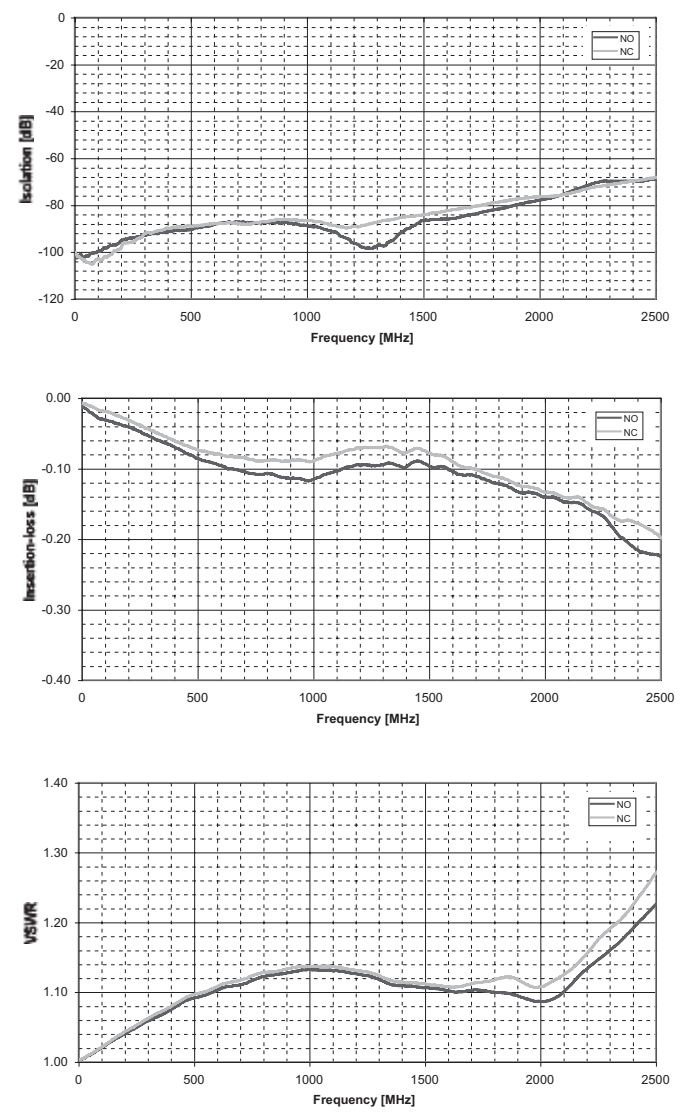 0
-20
-40
-60
-80
-100
-120
Isolation [dB]
NO
NC
0 500 1000 1500 2000 2500
Frequency [MHz]
0.00
-0.10
-0.20
-0.30
-0.40
Insertion-loss [dB]
NO
NC
0 500 1000 1500 2000 2500
Frequency [MHz]
1.40
1.30
1.20
1.10
1.00
VSWR
NO
NC
0 500 1000 1500 2000 2500
Frequency [MHz]